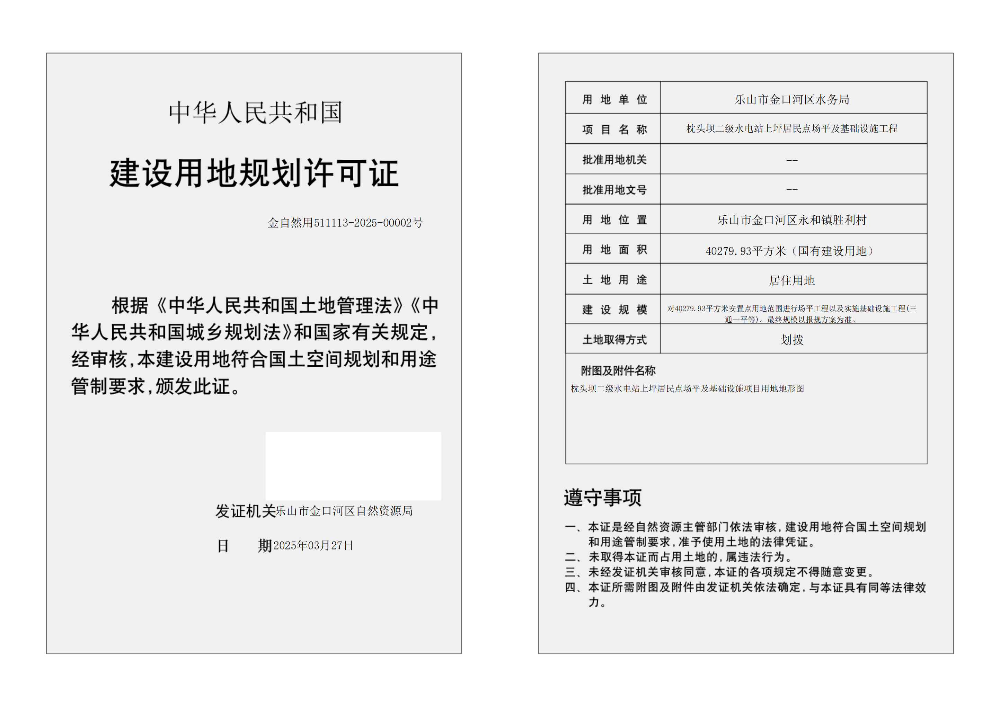 中华人民共和国
建设用地规划许可证
金自然用511113-2025-00002号
根据《中华人民共和国土地管理法》《中
华人民共和国城乡规划法》和国家有关规定,
经审核,本建设用地符合国土空间规划和用途
管制要求,颁发此证。
发证机关乐山市金口河区自然资源局
日 期2025年03月27日
用地单位 乐山市金口河区水务局
项目名称 枕头坝二级水电站上坪居民点场平及基础设施工程
批准用地机关 --
批准用地文号 --
用地位置 乐山市金口河区永和镇胜利村
用地面积 40279.93平方米（国有建设用地）
土地用途 居住用地
建设规模 对40279.93平方米安置点用地范围进行场平工程以及实施基础设施工程(三
通一平等)。最终规模以报规方案为准。
土地取得方式 划拨
附图及附件名称
枕头坝二级水电站上坪居民点场平及基础设施项目用地地形图
遵守事项
一、本证是经自然资源主管部门依法审核,建设用地符合国土空间规划
和用途管制要求,准予使用土地的法律凭证。
二、未取得本证而占用土地的,属违法行为。
三、未经发证机关审核同意,本证的各项规定不得随意变更。
四、本证所需附图及附件由发证机关依法确定,与本证具有同等法律效
力。